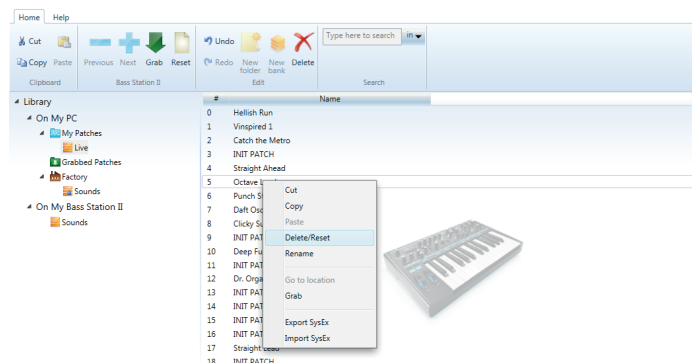 Home Help
Cut
Copy Paste
Previous Next Grab Reset
Undo
Redo New folder New bank Delete
Type here to search in
Clipboard Bass Station II Edit Search
Library
On My PC
My Patches
Live
Grabbed Patches
Factory
Sounds
On My Bass Station II
Sounds
# Name
0 Hellish Run
1 Vinspired 1
2 Catch the Metro
3 INIT PATCH
4 Straight Ahead
5 Octave
6 Punch
7 Daft
8 Clicky
9 INIT PAT
10 Deep
11 INIT PAT
12 Dr. Orga
13 INIT PAT
14 INIT PAT
15 INIT PAT
16 INIT PAT
17 Straight Lead
18 INIT PATCH
Cut
Copy
Paste
Delete/Reset
Rename
Go to location
Grab
Export SysEx
Import SysEx